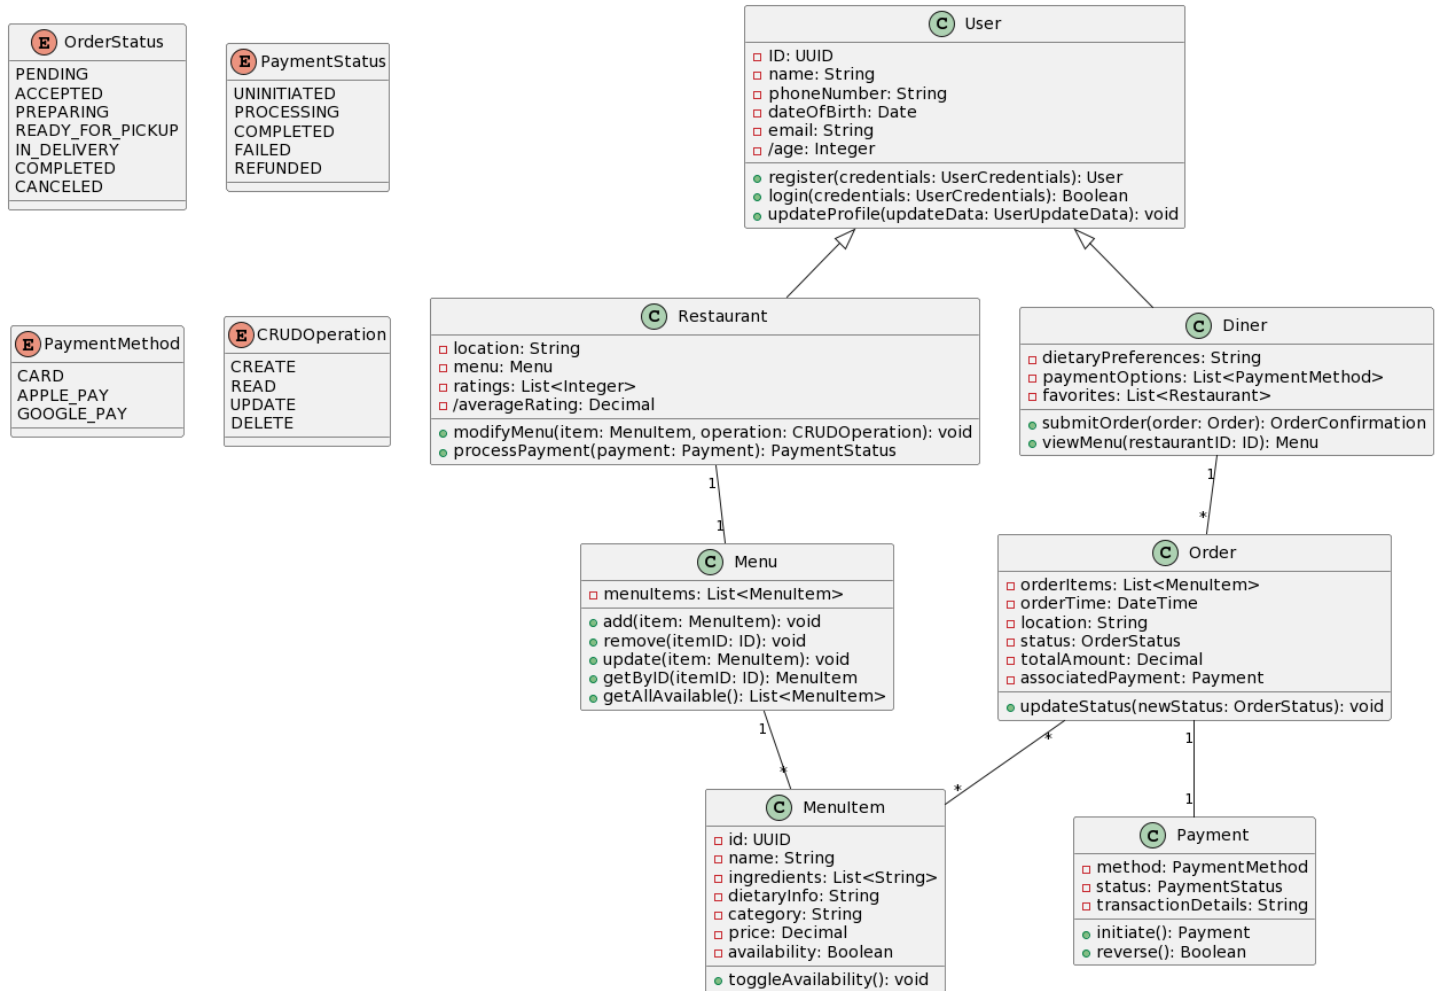 E OrderStatus
PENDING
ACCEPTED
PREPARING
READY_FOR_PICKUP
IN_DELIVERY
COMPLETED
CANCELED
E PaymentStatus
UNINITIATED
PROCESSING
COMPLETED
FAILED
REFUNDED
C User
ID: UUID
name: String
phoneNumber: String
dateOfBirth: Date
email: String
/age: Integer
register(credentials: UserCredentials): User
login(credentials: UserCredentials): Boolean
updateProfile(updateData: UserUpdateData): void
E PaymentMethod
CARD
APPLE_PAY
GOOGLE_PAY
E CRUDOperation
CREATE
READ
UPDATE
DELETE
C Restaurant
location: String
menu: Menu
ratings: List<Integer>
/averageRating: Decimal
modifyMenu(item: MenuItem, operation: CRUDOperation): void
processPayment(payment: Payment): PaymentStatus
C Diner
dietaryPreferences: String
paymentOptions: List<PaymentMethod>
favorites: List<Restaurant>
submitOrder(order: Order): OrderConfirmation
viewMenu(restaurantID: ID): Menu
1
1
1
*
C Menu
menuItems: List<MenuItem>
add(item: MenuItem): void
remove(itemID: ID): void
update(item: MenuItem): void
getByID(itemID: ID): MenuItem
getAllAvailable(): List<MenuItem>
C Order
orderItems: List<MenuItem>
orderTime: DateTime
location: String
status: OrderStatus
totalAmount: Decimal
associatedPayment: Payment
updateStatus(newStatus: OrderStatus): void
1
*
*
*
1
1
C MenuItem
id: UUID
name: String
ingredients: List<String>
dietaryInfo: String
category: String
price: Decimal
availability: Boolean
toggleAvailability(): void
C Payment
method: PaymentMethod
status: PaymentStatus
transactionDetails: String
initiate(): Payment
reverse(): Boolean